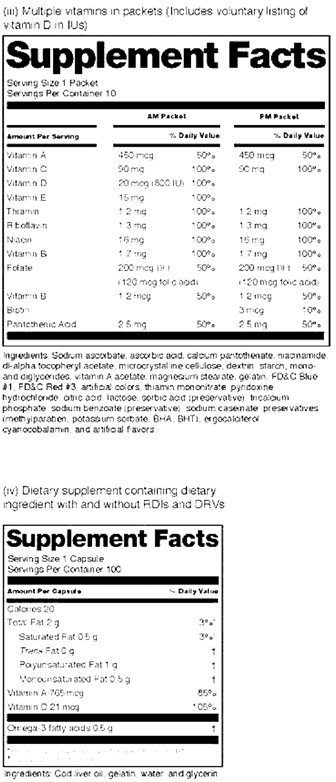 (iii) Multiple vitamins in packets (Includes voluntary listing of
vitamin D in IUs)
Supplement Facts
Serving Size 1 Packet
Servings Per Container 10
AM Packet PM Packet
Amount Per Serving % Daily Value % Daily Value
Vitamin A 450 mcg 50% 450 mcg 50%
Vitamin C 90 mg 100% 90 mg 100%
Vitamin D 20 mcg (800 IU) 100%
Vitamin E 15 mg 100%
Thiamin 1.2 mg 100% 1.2 mg 100%
Riboflavin 1.3 mg 100% 1.3 mg 100%
Niacin 16 mg 100% 16 mg 100%
Vitamin B 1.7 mg 100% 1.7 mg 100%
Folate 200 mcg DFE 50% 200 mcg DFE 50%
(120 mcg folic acid) (120 mcg folic acid)
Vitamin B 1.2 mcg 50% 1.2 mcg 50%
Biotin 3 mcg 10%
Pantothenic Acid 2.5 mg 50% 2.5 mg 50%
Ingredients: Sodium ascorbate, ascorbic acid, calcium pantothenate, niacinamide,
dl-alpha tocopheryl acetate, microcrystalline cellulose, dextrin, starch, mono-
and diglycerides, vitamin A acetate, magnesium stearate, gelatin, FD&C Blue
#1, FD&C Red #3, artificial colors, thiamin mononitrate, pyridoxine
hydrochloride, citric acid, lactose, sorbic acid (preservative), tricalcium
phosphate, sodium benzoate (preservative), sodium caseinate, preservatives
(methylparaben, potassium sorbate, BHA, BHT), ergocalciferol
cyanocobalamin, and artificial flavors.
(iv) Dietary supplement containing dietary
ingredient with and without RDIs and DRVs
Supplement Facts
Serving Size 1 Capsule
Servings Per Container 100
Amount Per Capsule % Daily Value
Calories 20
Total Fat 2 g 3%*
Saturated Fat 0.5 g 3%*
Trans Fat 0 g †
Polyunsaturated Fat 1 g †
Monounsaturated Fat 0.5 g †
Vitamin A 765 mcg 85%
Vitamin D 21 mcg 105%
Omega-3 fatty acids 0.5 g †
Ingredients: Cod liver oil, gelatin, water, and glycerin